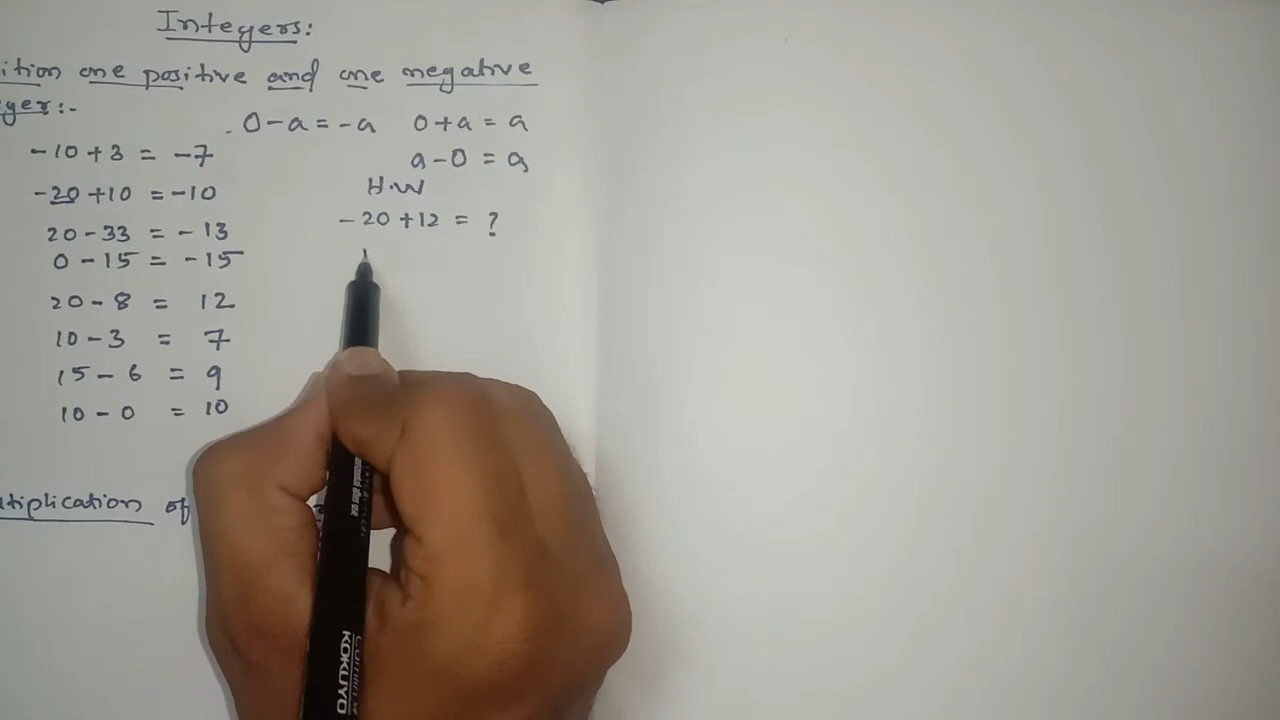 Integers:
ition one positive and one negative
ger:-
0-a=-a 0+a=a
-10+3 = -7
a-0=a
-20+10 =-10
H.W
20-33 = -13
-20+12= ?
0-15= -15
20-8 = 12
10-3 = 7
15-6 = 9
10-0 = 10
tiplication of
KOKUYO